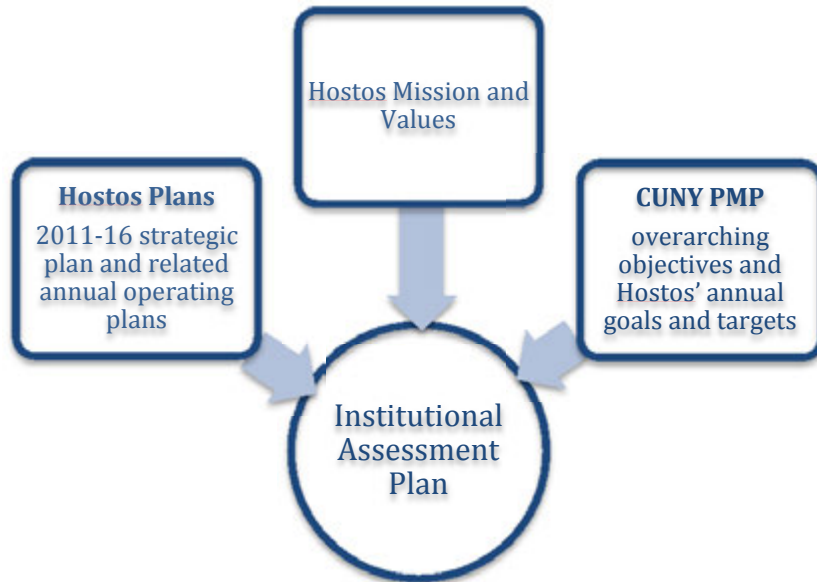 Hostos Mission and
Values
Hostos Plans
2011-16 strategic
plan and related
annual operating
plans
CUNY PMP
overarching
objectives and
Hostos’ annual
goals and targets
Institutional
Assessment
Plan